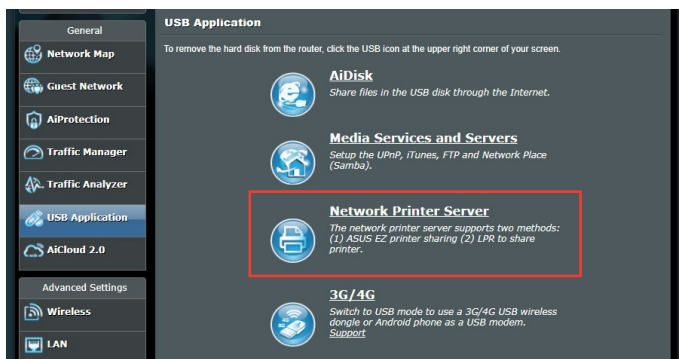 General
Network Map
Guest Network
AiProtection
Traffic Manager
Traffic Analyzer
USB Application
AiCloud 2.0
Advanced Settings
Wireless
LAN
USB Application
To remove the hard disk from the router, click the USB icon at the upper right corner of your screen.
AiDisk
Share files in the USB disk through the Internet.
Media Services and Servers
Setup the UPnP, iTunes, FTP and Network Place
(Samba).
Network Printer Server
The network printer server supports two methods:
(1) ASUS EZ printer sharing (2) LPR to share
printer.
3G/4G
Switch to USB mode to use a 3G/4G USB wireless
dongle or Android phone as a USB modem.
Support